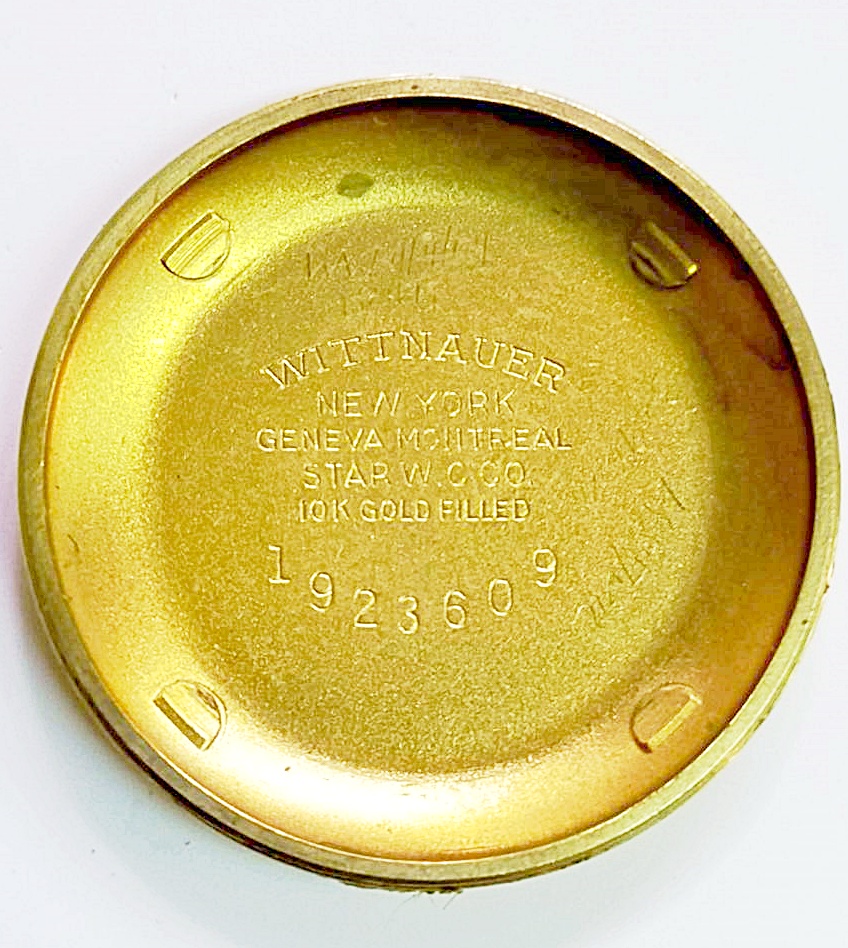 WITTNAUER
NEW YORK
GENEVA MONTREAL
STAR W.C.CO.
10K GOLD FILLED
1923609